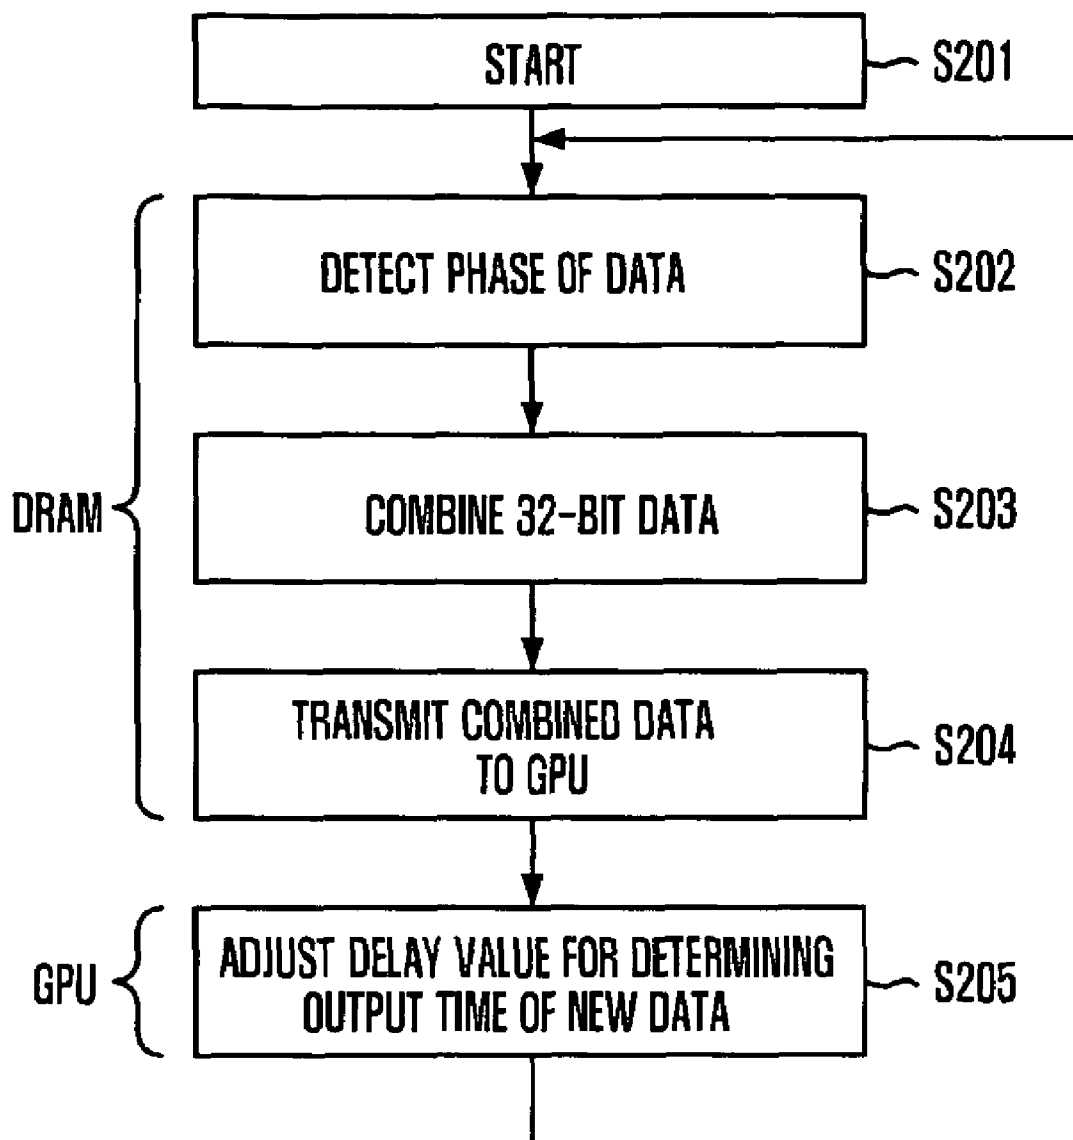 START
S201
DETECT PHASE OF DATA
S202
DRAM
COMBINE 32-BIT DATA
S203
TRANSMIT COMBINED DATA
TO GPU
S204
GPU
ADJUST DELAY VALUE FOR DETERMINING
OUTPUT TIME OF NEW DATA
S205